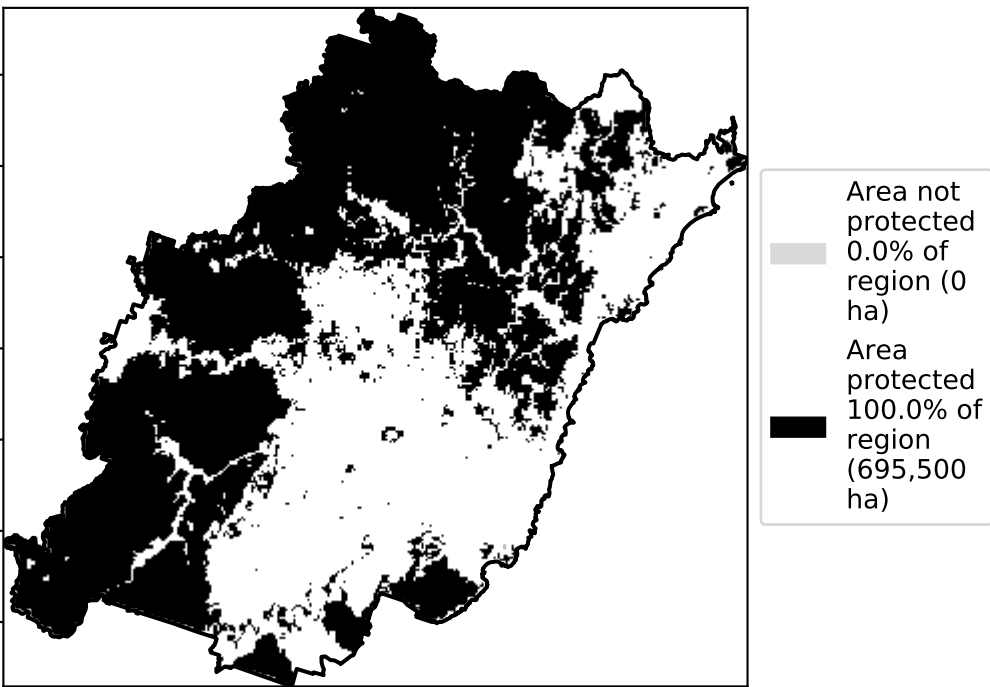 Area not
protected
0.0% of
region (0
ha)
Area
protected
100.0% of
region
(695,500
ha)